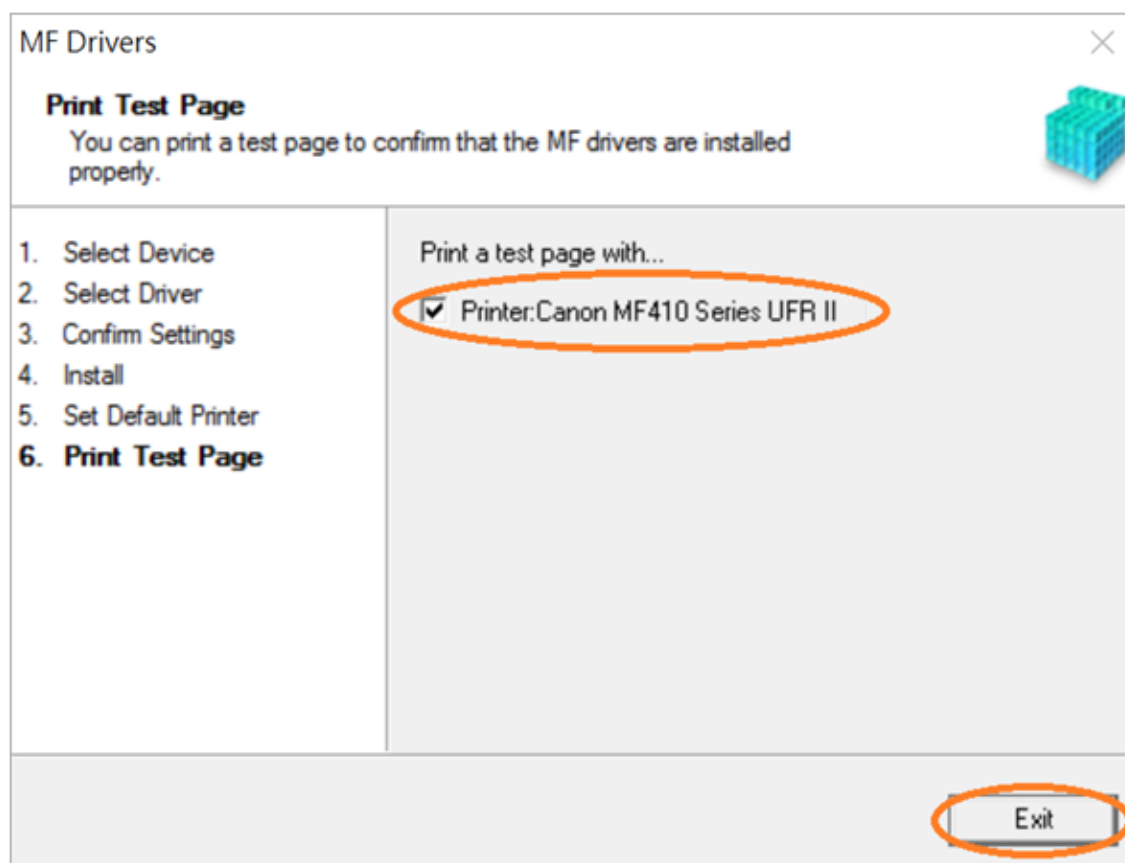 MF Drivers
Print Test Page
You can print a test page to confirm that the MF drivers are installed
properly.
1. Select Device
2. Select Driver
3. Confirm Settings
4. Install
5. Set Default Printer
6. Print Test Page
Print a test page with...
Printer:Canon MF410 Series UFR II
Exit